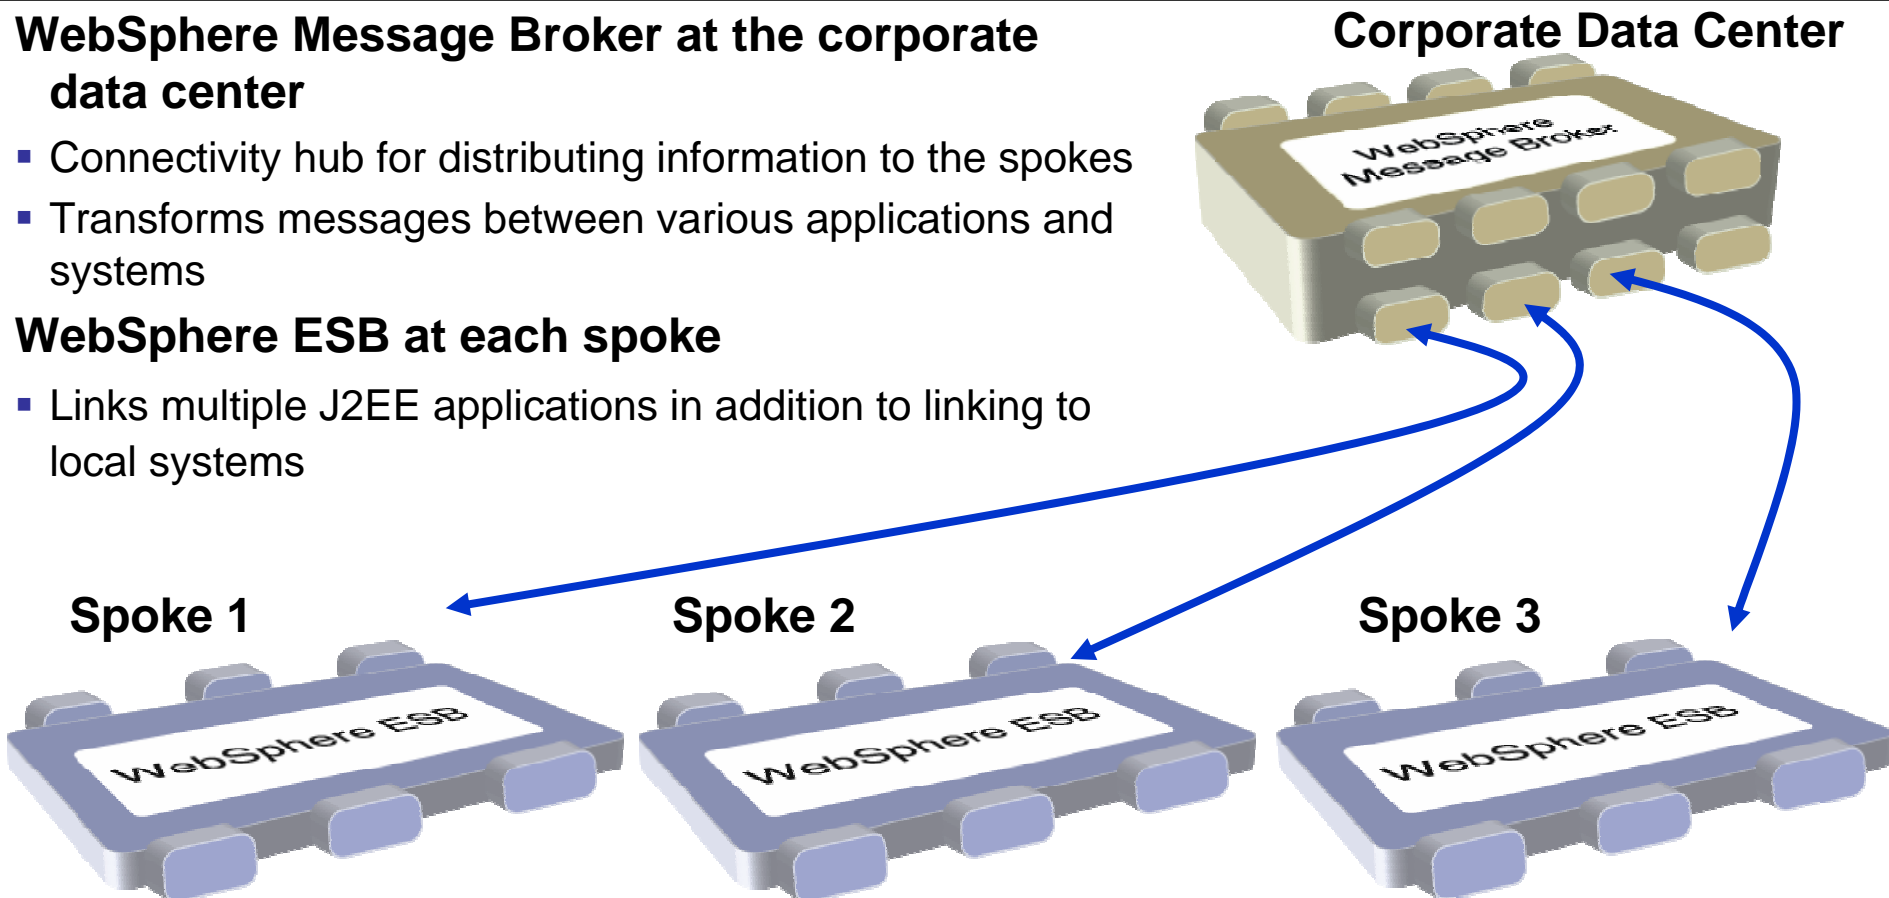 WebSphere Message Broker at the corporate
data center
▪ Connectivity hub for distributing information to the spokes
▪ Transforms messages between various applications and
systems
WebSphere ESB at each spoke
▪ Links multiple J2EE applications in addition to linking to
local systems
Corporate Data Center
WebSphere
Message Broker
Spoke 1
Spoke 2
Spoke 3
WebSphere ESB
WebSphere ESB
WebSphere ESB